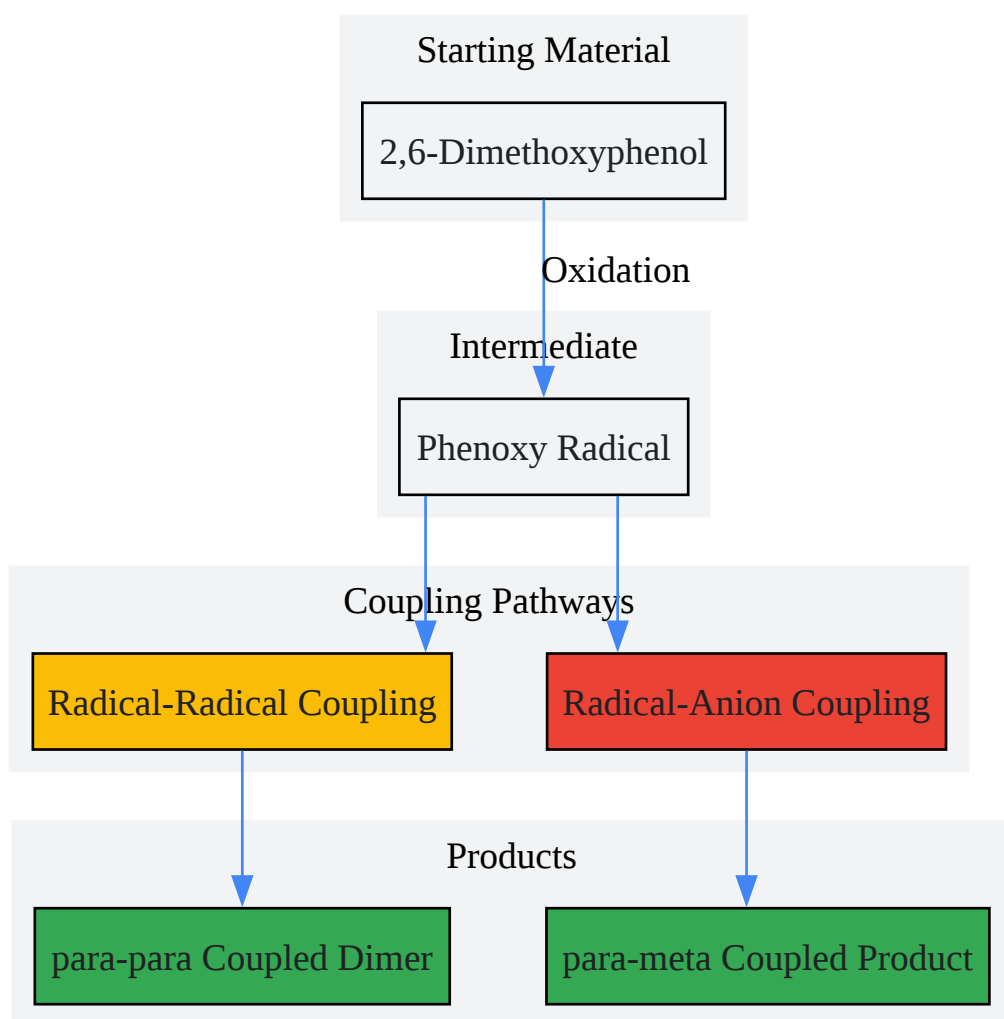 Starting Material
2,6-Dimethoxyphenol
Oxidation
Intermediate
Phenoxy Radical
Coupling Pathways
Radical-Radical Coupling
Radical-Anion Coupling
Products
para-para Coupled Dimer
para-meta Coupled Product